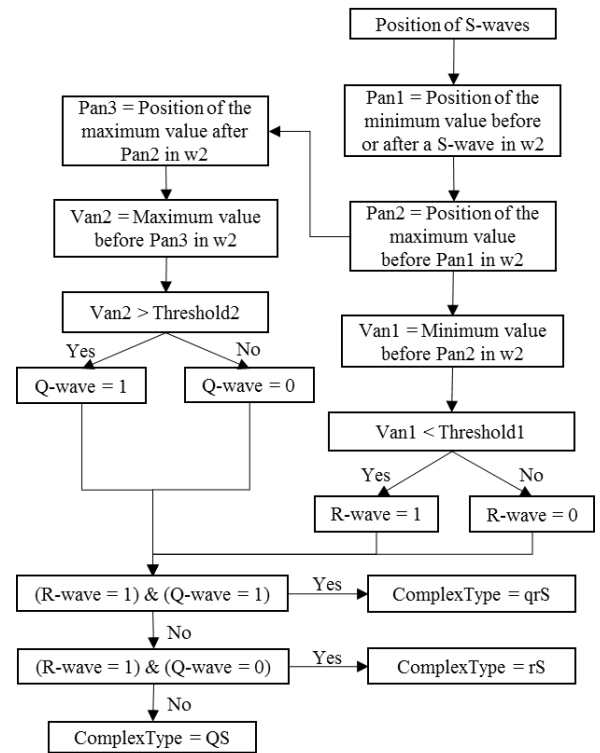 Position of S-waves
Pan1 = Position of the
minimum value before
or after a S-wave in w2
Pan3 = Position of the
maximum value after
Pan2 in w2
Pan2 = Position of the
maximum value
before Pan1 in w2
Van2 = Maximum value
before Pan3 in w2
Van1 = Minimum value
before Pan2 in w2
Van2 > Threshold2
Yes
No
Q-wave = 1
Q-wave = 0
Van1 < Threshold1
Yes
No
R-wave = 1
R-wave = 0
(R-wave = 1) & (Q-wave = 1)
Yes
ComplexType = qrS
No
(R-wave = 1) & (Q-wave = 0)
Yes
ComplexType = rS
No
ComplexType = QS